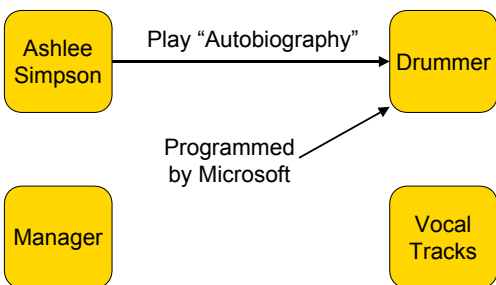 Ashlee
Simpson
Play “Autobiography”
Drummer
Programmed
by Microsoft
Manager
Vocal
Tracks